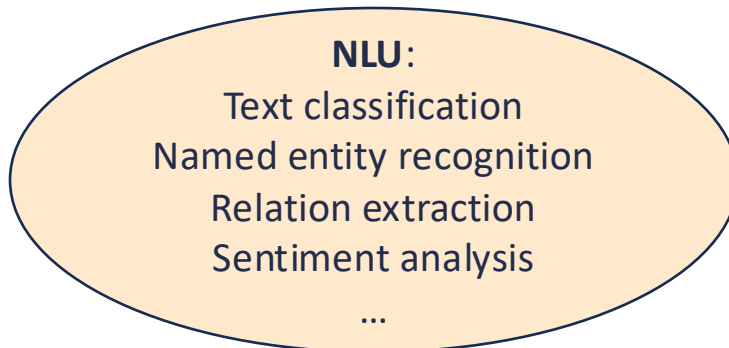 NLU:
Text classification
Named entity recognition
Relation extraction
Sentiment analysis
...